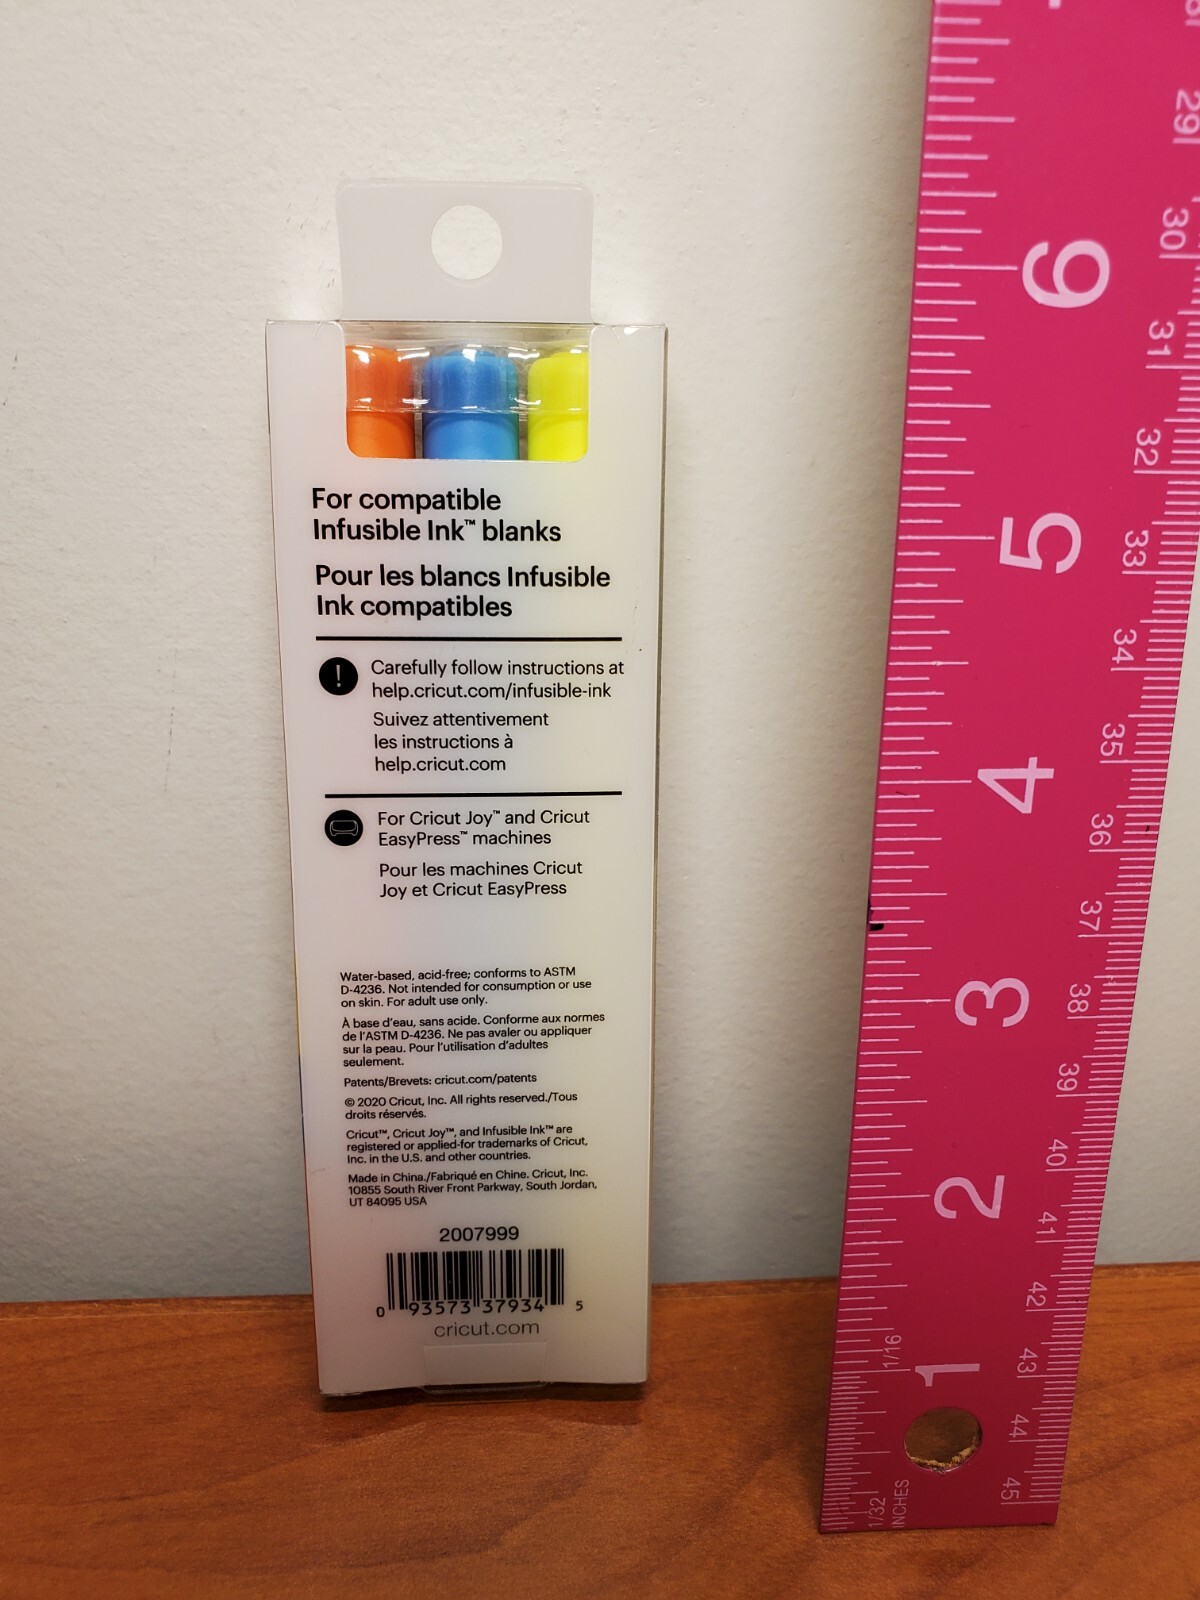 For compatible
Infusible Ink™ blanks
Pour les blancs Infusible
Ink compatibles
! Carefully follow instructions at
help.cricut.com/infusible-ink
Suivez attentivement
les instructions à
help.cricut.com
For Cricut Joy™ and Cricut
EasyPress™ machines
Pour les machines Cricut
Joy et Cricut EasyPress
Water-based, acid-free; conforms to ASTM
D-4236. Not intended for consumption or use
on skin. For adult use only.
À base d'eau, sans acide. Conforme aux normes
de l'ASTM D-4236. Ne pas avaler ou appliquer
sur la peau. Pour l'utilisation d'adultes
seulement.
Patents/Brevets: cricut.com/patents
© 2020 Cricut, Inc. All rights reserved./Tous
droits réservés.
Cricut™, Cricut Joy™, and Infusible Ink™ are
registered or applied-for trademarks of Cricut,
Inc. in the U.S. and other countries.
Made in China./Fabriqué en Chine. Cricut, Inc.
10855 South River Front Parkway, South Jordan,
UT 84095 USA
2007999
0 93573 37934 5
cricut.com
6
5
4
3
2
1
1/16
1/32
INCHES
29
30
31
32
33
34
35
36
37
38
39
40
41
42
43
44
45